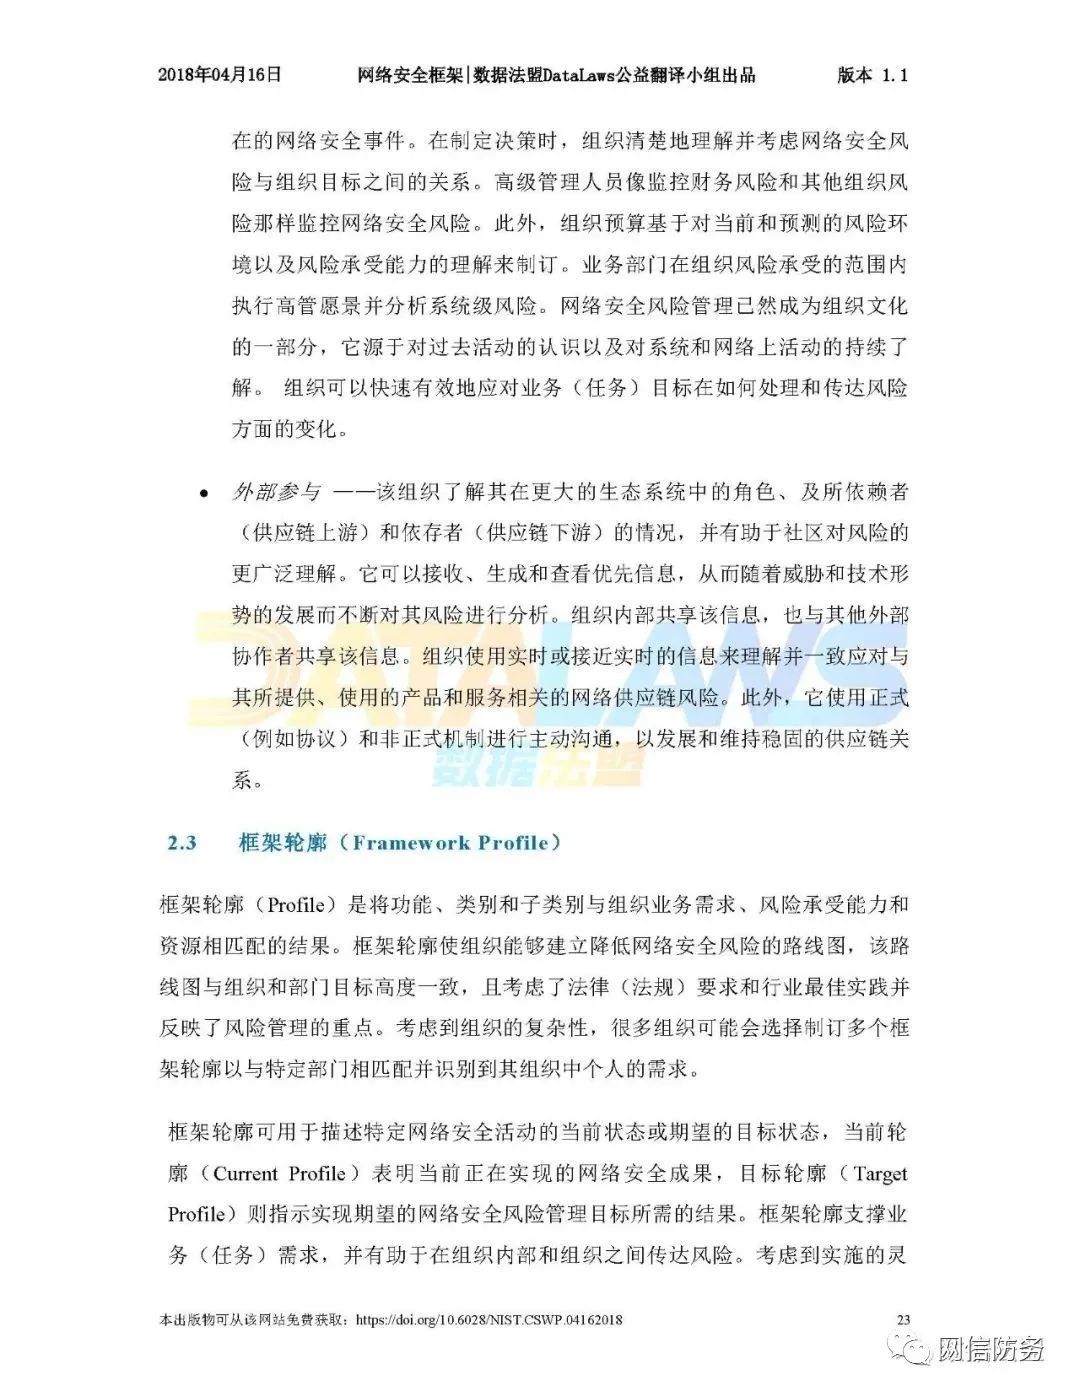 2018年04月16日 网络安全框架|数据法盟DataLaws公益翻译小组出品 版本 1.1
在的网络安全事件。在制定决策时，组织清楚地理解并考虑网络安全风
险与组织目标之间的关系。高级管理人员像监控财务风险和其他组织风
险那样监控网络安全风险。此外，组织预算基于对当前和预测的风险环
境以及风险承受能力的理解来制订。业务部门在组织风险承受的范围内
执行高管愿景并分析系统级风险。网络安全风险管理已然成为组织文化
的一部分，它源于对过去活动的认识以及对系统和网络上活动的持续了
解。 组织可以快速有效地应对业务（任务）目标在如何处理和传达风险
方面的变化。
• 外部参与 ——该组织了解其在更大的生态系统中的角色、及所依赖者
（供应链上游）和依存者（供应链下游）的情况，并有助于社区对风险的
更广泛理解。它可以接收、生成和查看优先信息，从而随着威胁和技术形
势的发展而不断对其风险进行分析。组织内部共享该信息，也与其他外部
协作者共享该信息。组织使用实时或接近实时的信息来理解并一致应对与
其所提供、使用的产品和服务相关的网络供应链风险。此外，它使用正式
（例如协议）和非正式机制进行主动沟通，以发展和维持稳固的供应链关
系。
DATALAWS
数据法盟
2.3 框架轮廓（Framework Profile）
框架轮廓（Profile）是将功能、类别和子类别与组织业务需求、风险承受能力和
资源相匹配的结果。框架轮廓使组织能够建立降低网络安全风险的路线图，该路
线图与组织和部门目标高度一致，且考虑了法律（法规）要求和行业最佳实践并
反映了风险管理的重点。考虑到组织的复杂性，很多组织可能会选择制订多个框
架轮廓以与特定部门相匹配并识别到其组织中个人的需求。
框架轮廓可用于描述特定网络安全活动的当前状态或期望的目标状态，当前轮
廓（Current Profile）表明当前正在实现的网络安全成果，目标轮廓（Target
Profile）则指示实现期望的网络安全风险管理目标所需的结果。框架轮廓支撑业
务（任务）需求，并有助于在组织内部和组织之间传达风险。考虑到实施的灵
本出版物可从该网站免费获取：https://doi.org/10.6028/NIST.CSWP.04162018 23
网信防务